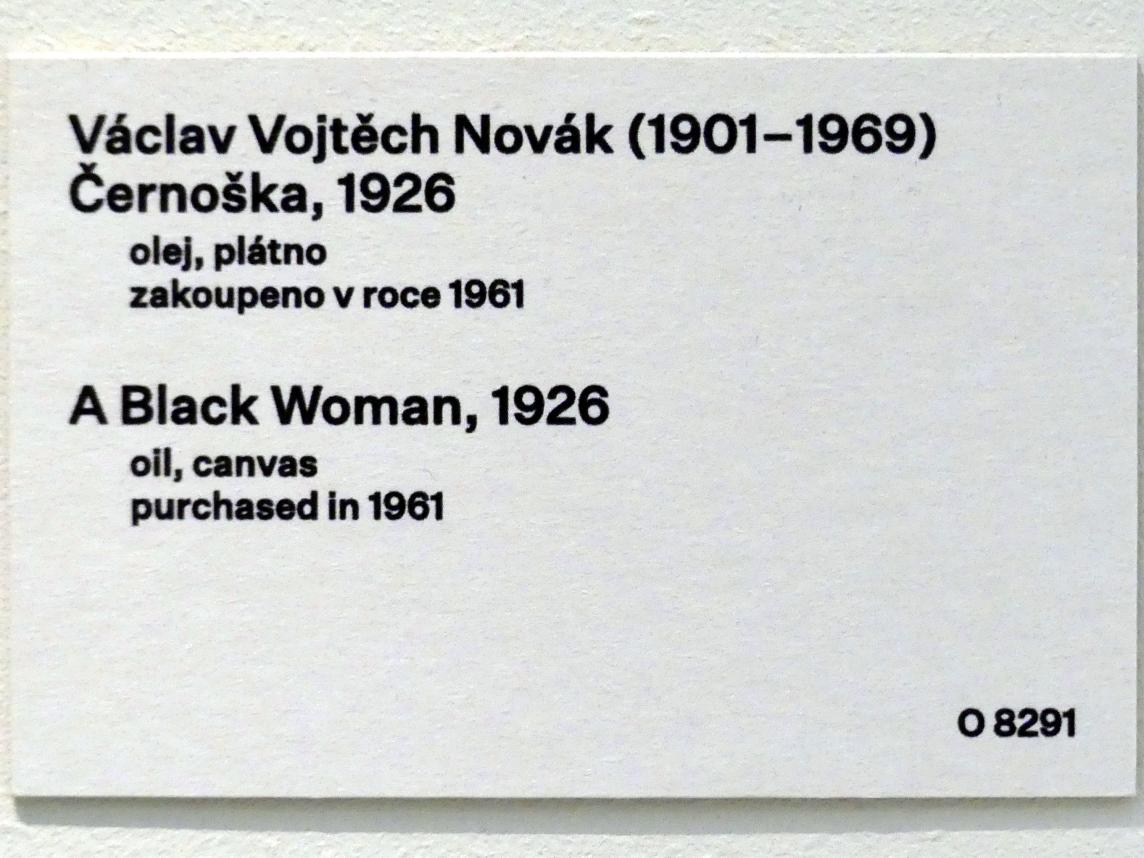 Václav Vojtěch Novák (1901–1969)
Černoška, 1926
olej, plátno
zakoupeno v roce 1961
A Black Woman, 1926
oil, canvas
purchased in 1961
O 8291